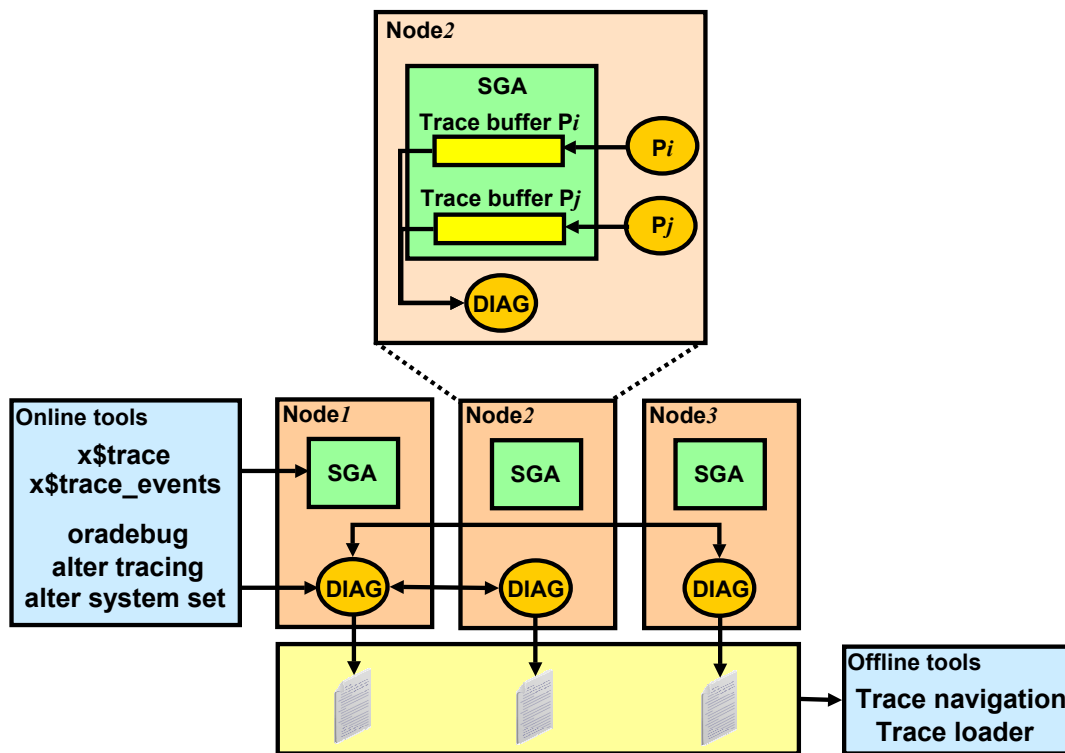 Node2
SGA
Trace buffer Pi
Pi
Trace buffer Pj
Pj
DIAG
Online tools
x$trace
x$trace_events
oradebug
alter tracing
alter system set
Node1
SGA
DIAG
Node2
SGA
DIAG
Node3
SGA
DIAG
Offline tools
Trace navigation
Trace loader